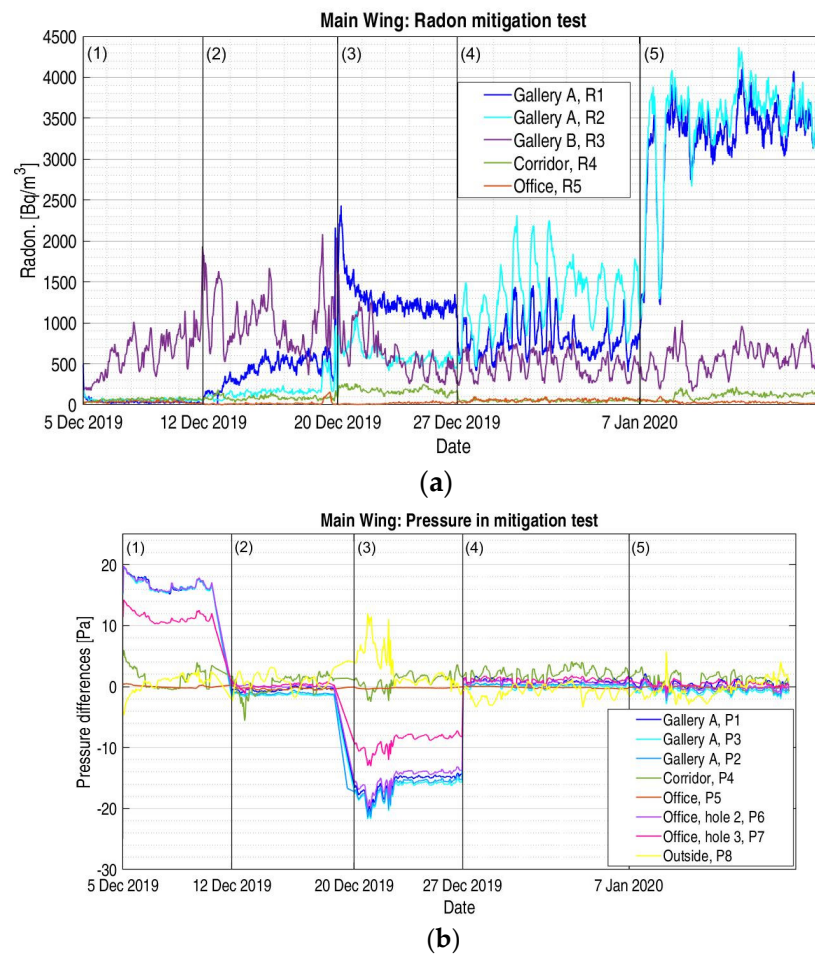 Main Wing: Radon mitigation test
(1) (2) (3) (4) (5)
4500
4000
3500
3000
2500
2000
1500
1000
500
0
Radon. [Bq/m³]
Gallery A, R1
Gallery A, R2
Gallery B, R3
Corridor, R4
Office, R5
5 Dec 2019 12 Dec 2019 20 Dec 2019 27 Dec 2019 7 Jan 2020
Date
(a)
Main Wing: Pressure in mitigation test
(1) (2) (3) (4) (5)
20
10
0
-10
-20
-30
Pressure differences [Pa]
Gallery A, P1
Gallery A, P3
Gallery A, P2
Corridor, P4
Office, P5
Office, hole 2, P6
Office, hole 3, P7
Outside, P8
5 Dec 2019 12 Dec 2019 20 Dec 2019 27 Dec 2019 7 Jan 2020
Date
(b)